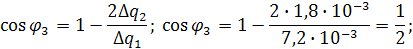 cos φ₃ = 1 − 2Δq₂/Δq₁; cos φ₃ = 1 − (2 · 1,8 · 10⁻³)/(7,2 · 10⁻³) = 1/2;